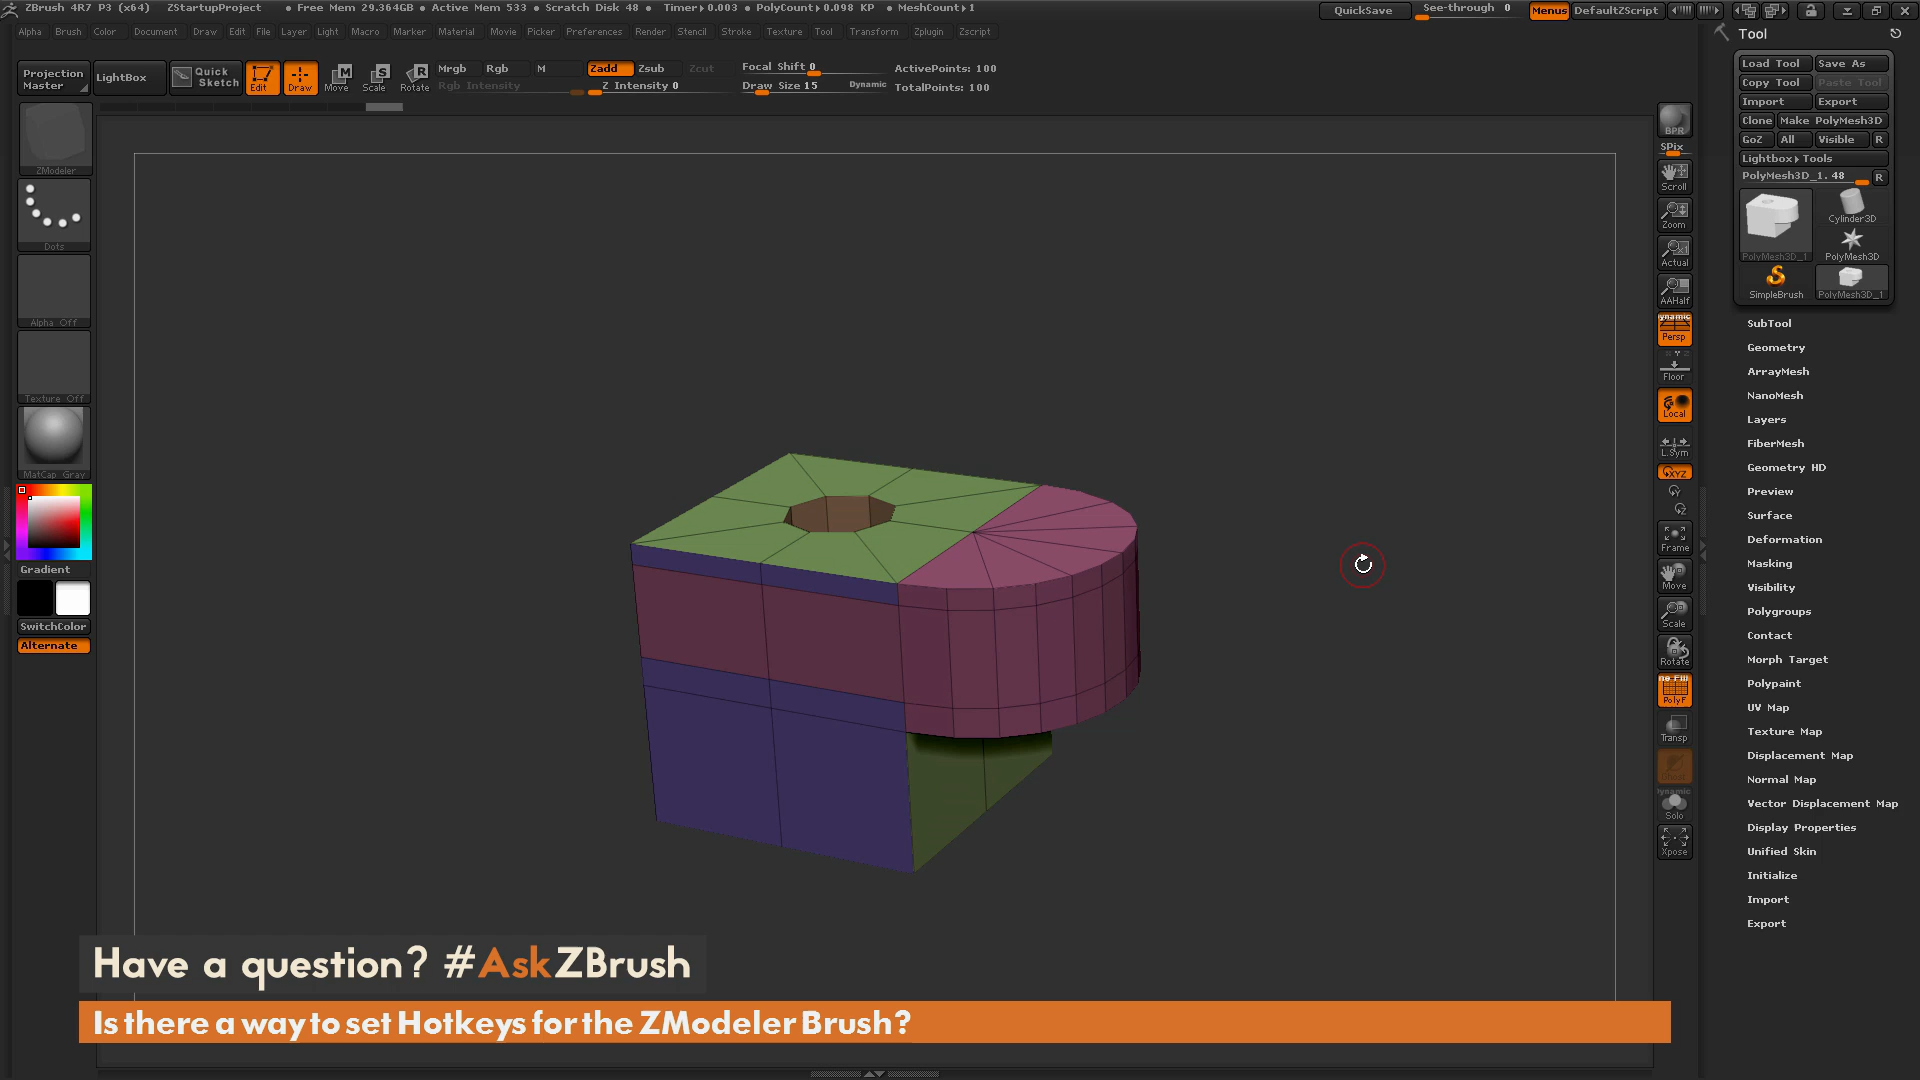 ZBrush 4R7 P3 (x64) ZStartupProject • Free Mem 29.364GB • Active Mem 533 • Scratch Disk 48 • Timer▸0.003 • PolyCount▸0.098 KP • MeshCount▸1 QuickSave See-through 0 Menus DefaultZScript
Alpha Brush Color Document Draw Edit File Layer Light Macro Marker Material Movie Picker Preferences Render Stencil Stroke Texture Tool Transform Zplugin Zscript
Projection Master
LightBox
Quick Sketch
Edit
Draw
Move
Scale
Rotate
Mrgb Rgb M
Rgb Intensity
Zadd Zsub Zcut
Z Intensity 0
Focal Shift 0
Draw Size 15 Dynamic
ActivePoints: 100
TotalPoints: 100
ZModeler
Dots
Alpha Off
Texture Off
MatCap Gray
Gradient
SwitchColor
Alternate
BPR
SPix
Scroll
Zoom
Actual
AAHalf
Persp
Floor
Local
L.Sym
XYZ
Frame
Move
Scale
Rotate
PolyF
Transp
Dynamic
Solo
Xpose
Tool
Load Tool Save As
Copy Tool Paste Tool
Import Export
Clone Make PolyMesh3D
GoZ All Visible R
Lightbox▸Tools
PolyMesh3D_1. 48 R
PolyMesh3D_1
Cylinder3D
PolyMesh3D
SimpleBrush
PolyMesh3D_1
SubTool
Geometry
ArrayMesh
NanoMesh
Layers
FiberMesh
Geometry HD
Preview
Surface
Deformation
Masking
Visibility
Polygroups
Contact
Morph Target
Polypaint
UV Map
Texture Map
Displacement Map
Normal Map
Vector Displacement Map
Display Properties
Unified Skin
Initialize
Import
Export
Have a question? #AskZBrush
Is there a way to set Hotkeys for the ZModeler Brush?